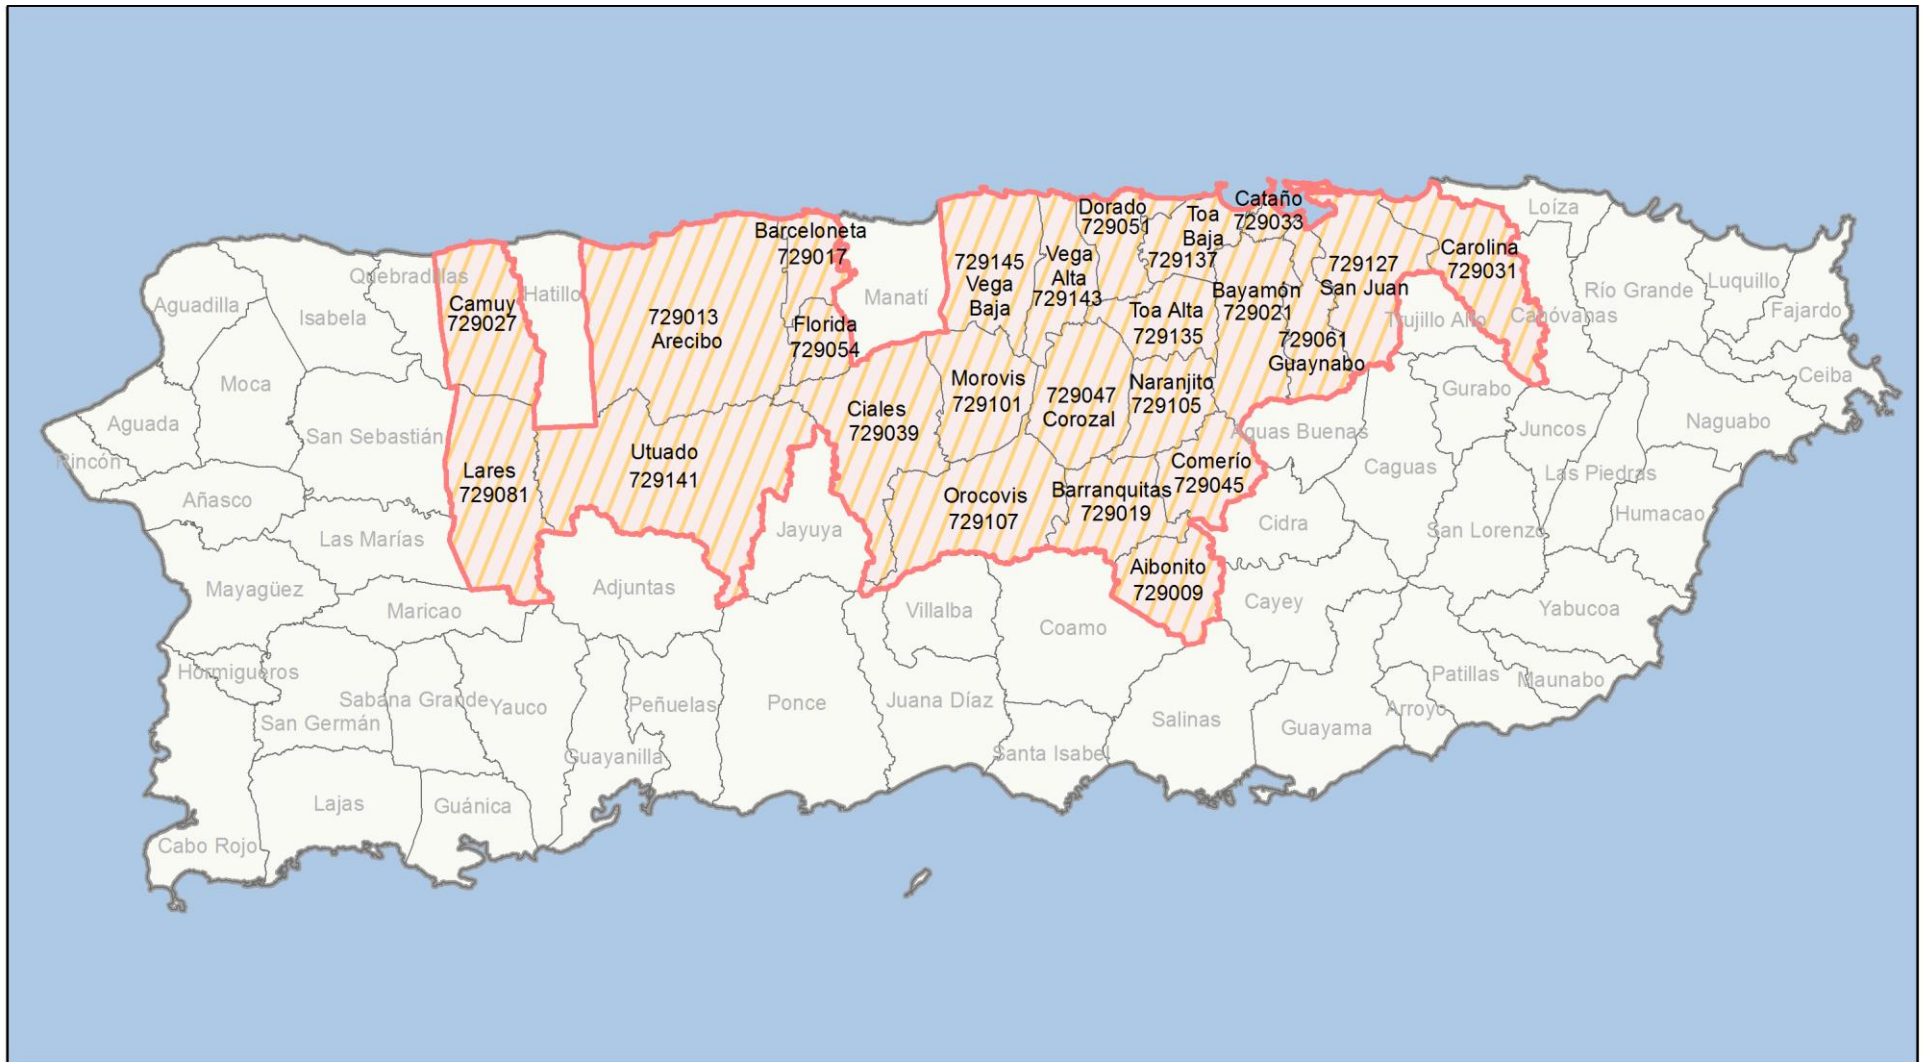 Cataño
729033
Dorado
729051
Toa
Baja
729137
Loíza
Barceloneta
729017
Carolina
729031
Vega
Alta
729143
729145
Vega
Baja
729127
San Juan
Quebradillas
Camuy
729027
Hatillo
Manatí
Bayamón
729021
Río Grande
Luquillo
Fajardo
Aguadilla
Isabela
729013
Arecibo
Florida
729054
Toa Alta
729135
Trujillo Alto
Canóvanas
729061
Guaynabo
Moca
Morovis
729101
729047
Corozal
Naranjito
729105
Gurabo
Ceiba
Ciales
729039
Aguada
San Sebastián
Aguas Buenas
Juncos
Naguabo
Rincón
Lares
729081
Utuado
729141
Comerío
729045
Caguas
Las Piedras
Añasco
Orocovis
729107
Barranquitas
729019
Cidra
San Lorenzo
Humacao
Las Marías
Jayuya
Mayagüez
Adjuntas
Aibonito
729009
Maricao
Villalba
Coamo
Cayey
Yabucoa
Hormigueros
Sabana Grande
San Germán
Yauco
Peñuelas
Ponce
Juana Díaz
Salinas
Guayama
Patillas
Maunabo
Arroyo
Guayanilla
Santa Isabel
Lajas
Guánica
Cabo Rojo